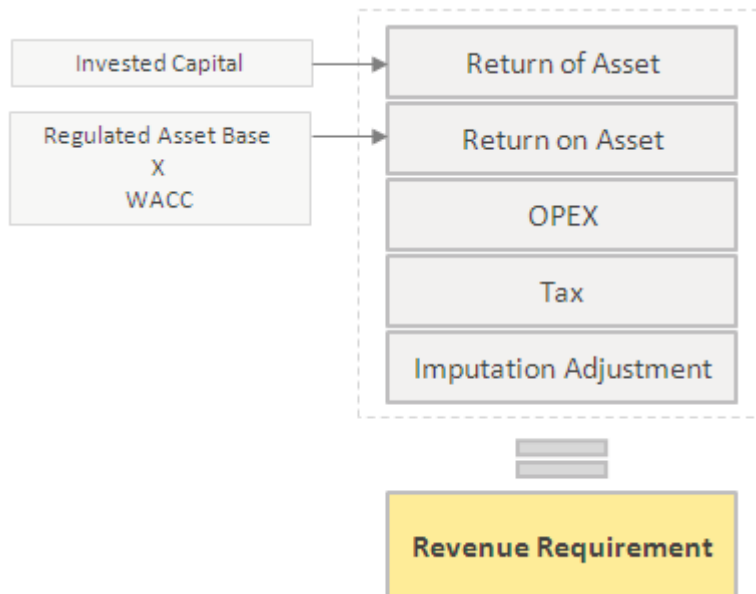 Invested Capital
Return of Asset
Regulated Asset Base
X
WACC
Return on Asset
OPEX
Tax
Imputation Adjustment
Revenue Requirement